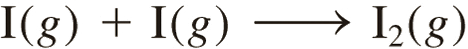 I(g) + I(g) ⟶ I₂(g)